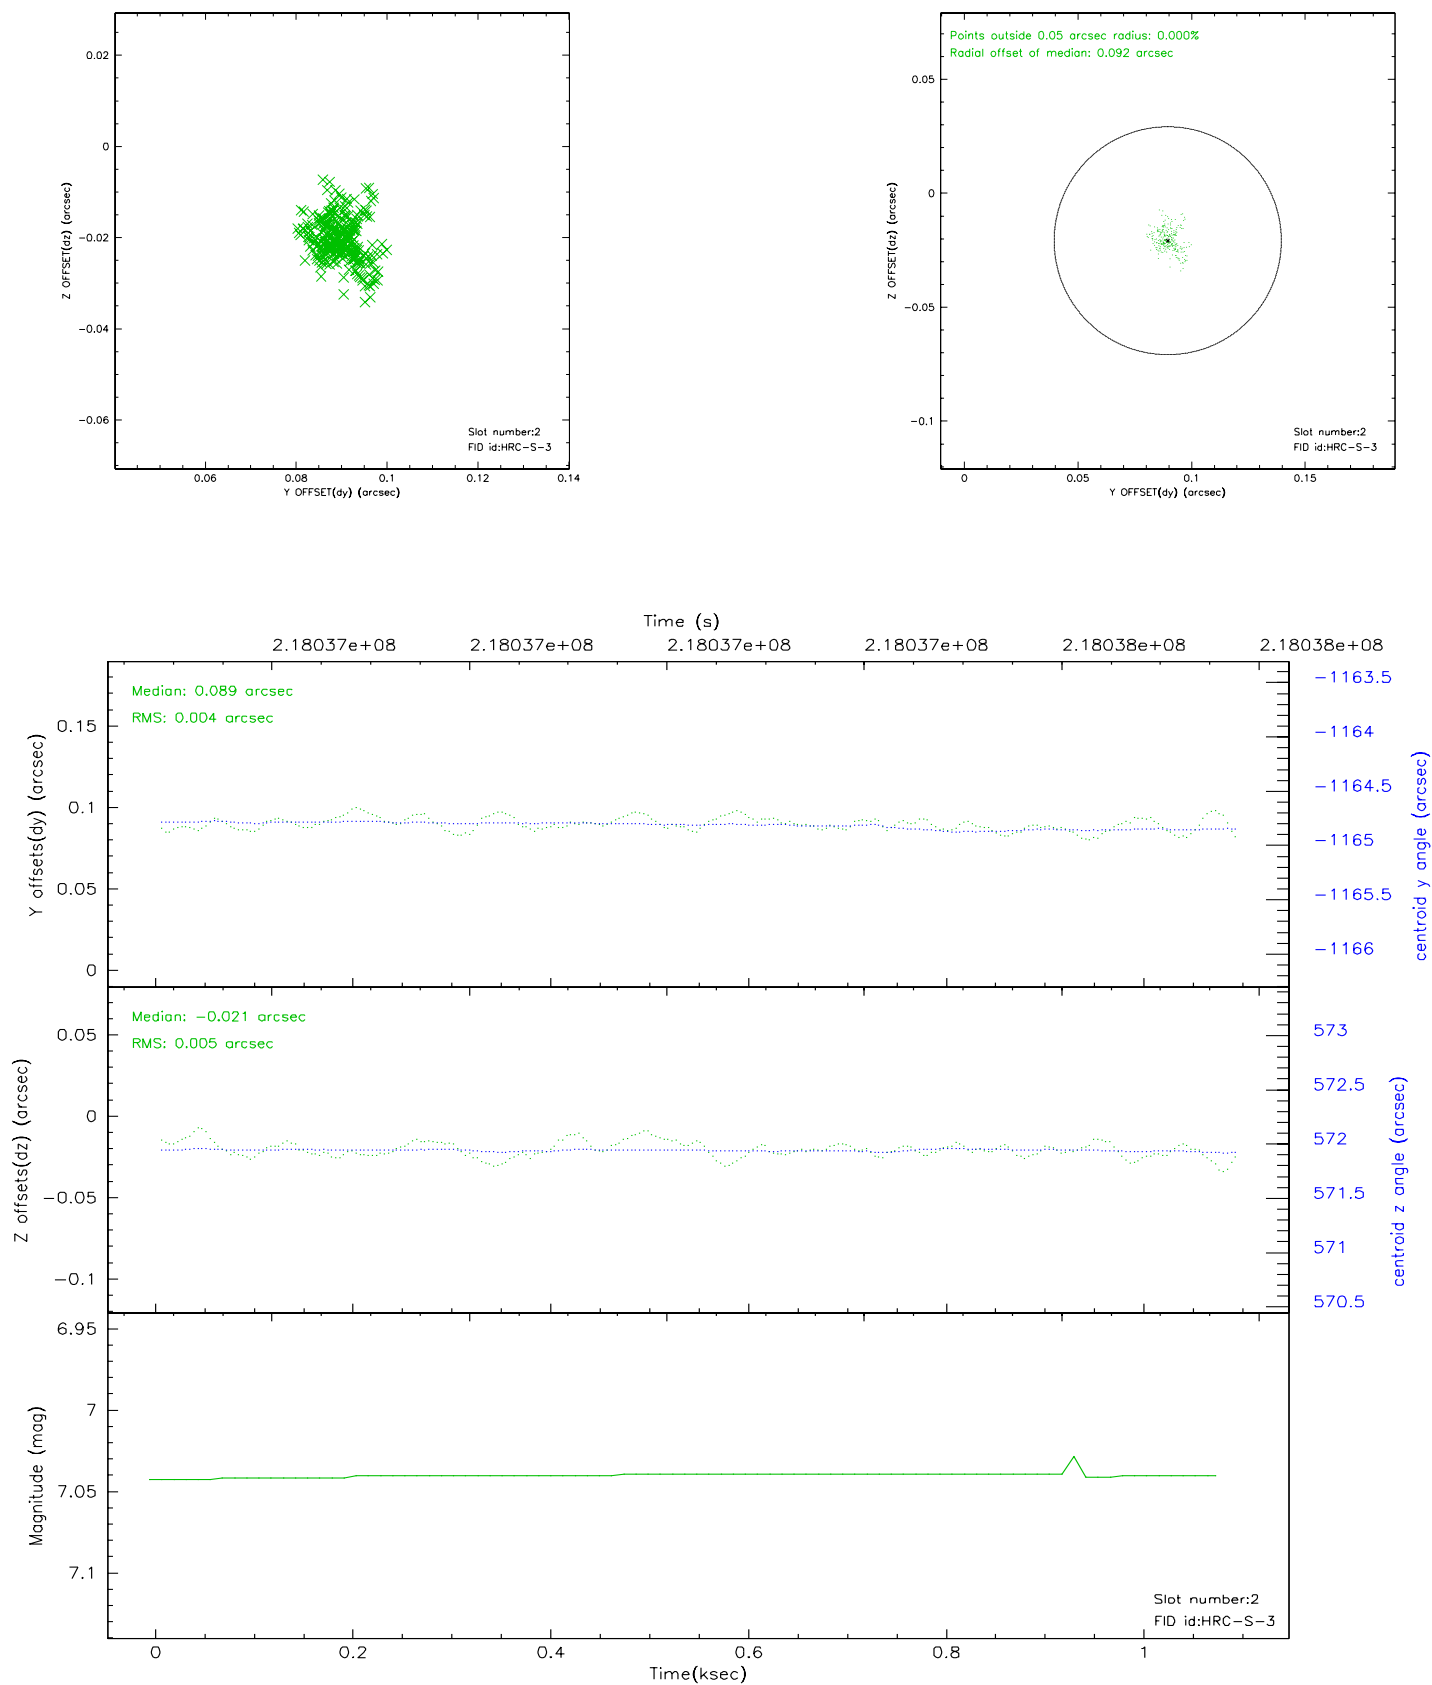 0.02
0
-0.02
-0.04
-0.06
Z OFFSET(dz) (arcsec)
Slot number:2
FID id:HRC-S-3
0.06 0.08 0.1 0.12 0.14
Y OFFSET(dy) (arcsec)
Points outside 0.05 arcsec radius: 0.000%
Radial offset of median: 0.092 arcsec
0.05
0
-0.05
-0.1
Z OFFSET(dz) (arcsec)
Slot number:2
FID id:HRC-S-3
0 0.05 0.1 0.15
Y OFFSET(dy) (arcsec)
Time (s)
2.18037e+08 2.18037e+08 2.18037e+08 2.18037e+08 2.18038e+08 2.18038e+08
Median: 0.089 arcsec
RMS: 0.004 arcsec
0.15
0.1
0.05
0
Y offsets(dy) (arcsec)
-1163.5
-1164
-1164.5
-1165
-1165.5
-1166
centroid y angle (arcsec)
Median: -0.021 arcsec
RMS: 0.005 arcsec
0.05
0
-0.05
-0.1
Z offsets(dz) (arcsec)
573
572.5
572
571.5
571
570.5
centroid z angle (arcsec)
6.95
7
7.05
7.1
Magnitude (mag)
Slot number:2
FID id:HRC-S-3
0 0.2 0.4 0.6 0.8 1
Time(ksec)